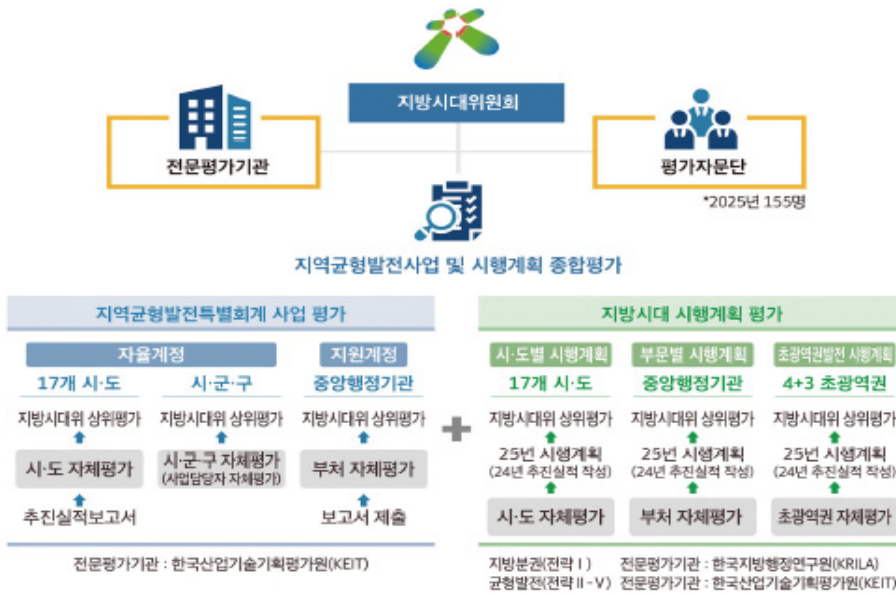 지방시대위원회
전문평가기관
평가자문단
*2025년 155명
지역균형발전사업 및 시행계획 종합평가
지역균형발전특별회계 사업 평가
자율계정 지원계정
17개 시·도 시·군·구 중앙행정기관
지방시대위 상위평가 지방시대위 상위평가 지방시대위 상위평가
시·도 자체평가 시·군·구 자체평가 부처 자체평가
(사업담당자 자체평가)
추진실적보고서 보고서 제출
전문평가기관 : 한국산업기술기획평가원(KEIT)
지방시대 시행계획 평가
시·도별 시행계획 부문별 시행계획 초광역권발전 시행계획
17개 시·도 중앙행정기관 4+3 초광역권
지방시대위 상위평가 지방시대위 상위평가 지방시대위 상위평가
25년 시행계획 25년 시행계획 25년 시행계획
(24년 추진실적 작성) (24년 추진실적 작성) (24년 추진실적 작성)
시·도 자체평가 부처 자체평가 초광역권 자체평가
지방분권(전략Ⅰ) 전문평가기관 : 한국지방행정연구원(KRILA)
균형발전(전략Ⅱ-Ⅴ) 전문평가기관 : 한국산업기술기획평가원(KEIT)